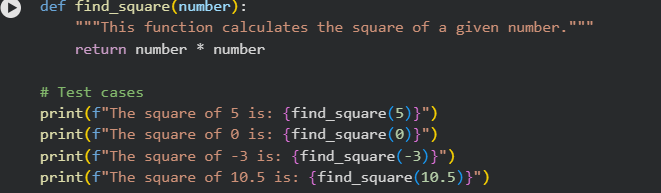 def find_square(number):
    """This function calculates the square of a given number."""
    return number * number

# Test cases
print(f"The square of 5 is: {find_square(5)}")
print(f"The square of 0 is: {find_square(0)}")
print(f"The square of -3 is: {find_square(-3)}")
print(f"The square of 10.5 is: {find_square(10.5)}")